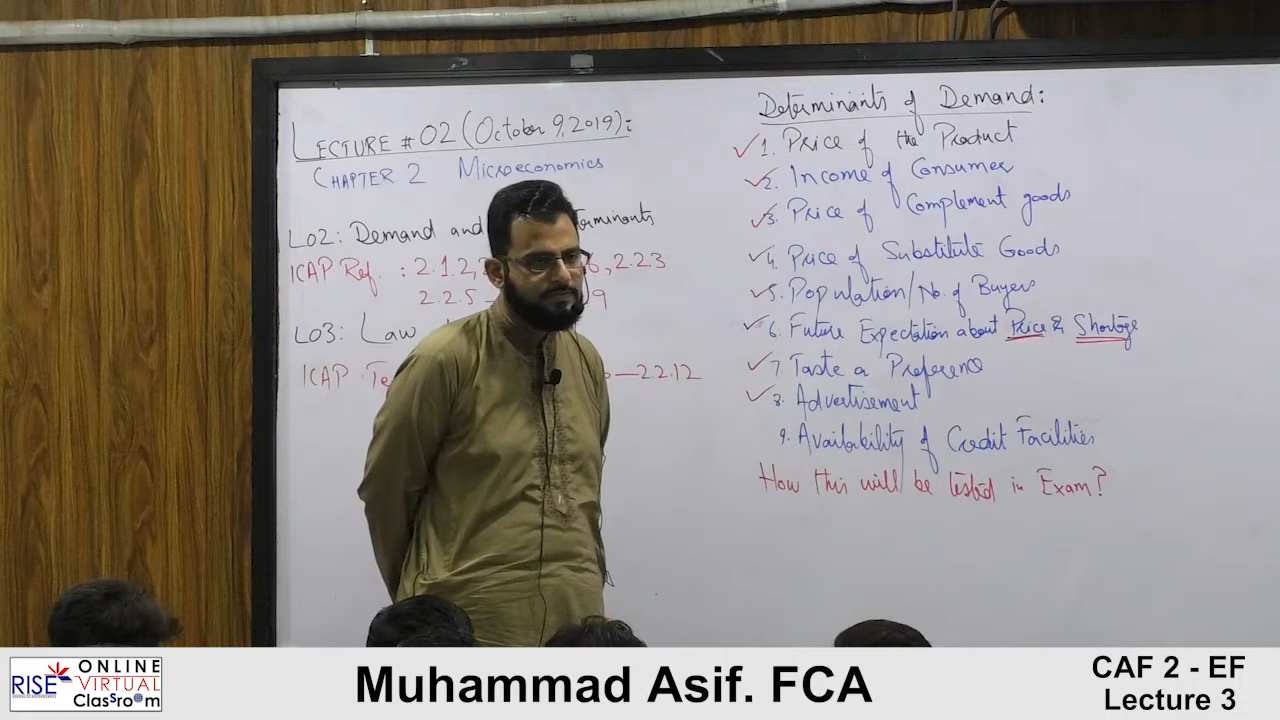 LECTURE # 02 (October 9, 2019):
CHAPTER 2 Microeconomics
LO2: Demand and terminants
ICAP Ref. : 2.1.2, 6, 2.2.3
2.2.5 - 9
LO3: Law
ICAP Te — 2.2.12
Determinants of Demand:
1. Price of the Product
2. Income of Consumer
3. Price of Complement goods
4. Price of Substitute Goods
5. Population/No. of Buyers
6. Future Expectation about Price & Shortage
7. Taste a Preference
8. Advertisement
9. Availability of Credit Facilities
How this will be tested in Exam?
RISE
ONLINE
VIRTUAL
Classroom
Muhammad Asif. FCA
CAF 2 - EF
Lecture 3